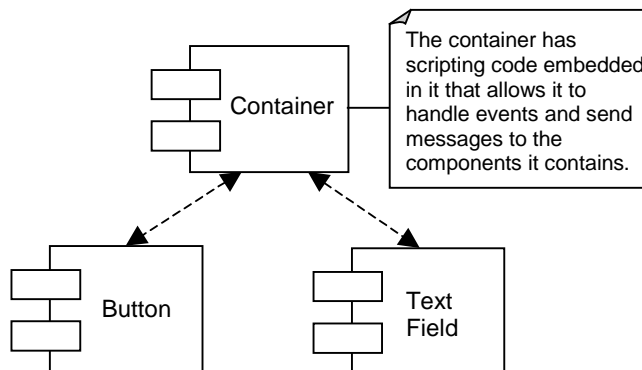 Container
The container has
scripting code embedded
in it that allows it to
handle events and send
messages to the
components it contains.
Button
Text
Field